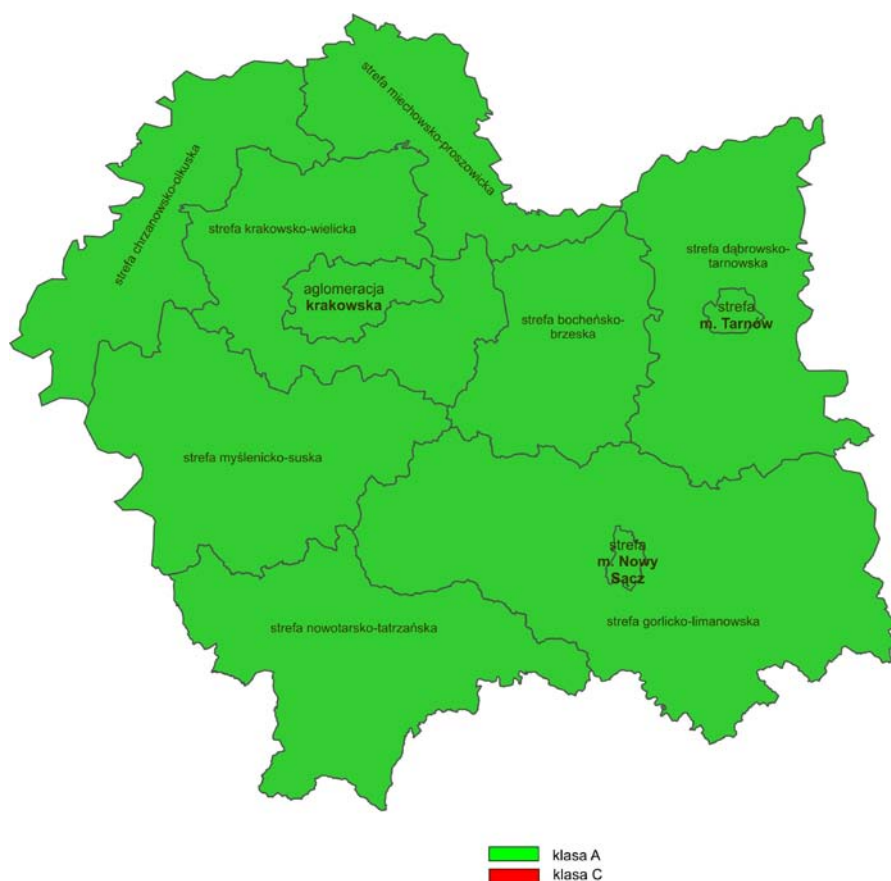 strefa miechowsko-proszowicka
strefa chrzanowsko-olkuska
strefa krakowsko-wielicka
strefa dąbrowsko-
tarnowska
aglomeracja
krakowska
strefa
m. Tarnów
strefa bocheńsko-
brzeska
strefa myślenicko-suska
strefa
m. Nowy
Sącz
strefa nowotarsko-tatrzańska
strefa gorlicko-limanowska
klasa A
klasa C